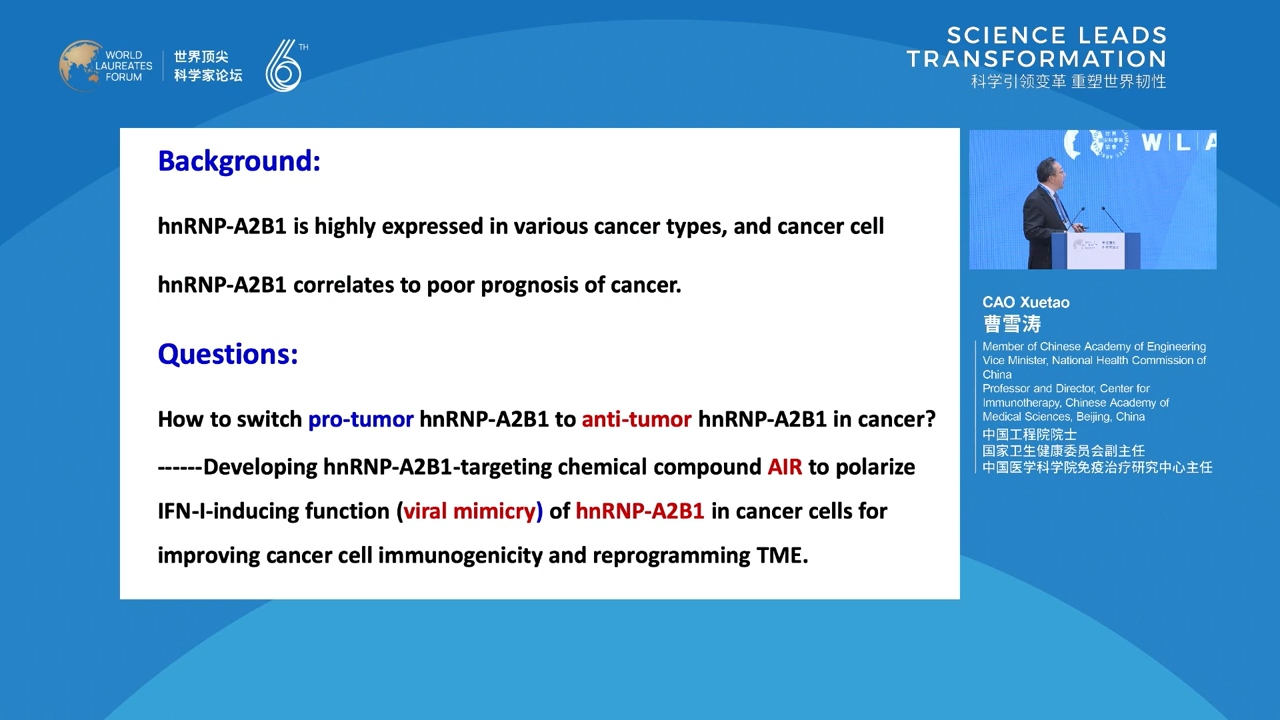 WORLD
LAUREATES
FORUM
世界顶尖
科学家论坛
6TH
SCIENCE LEADS
TRANSFORMATION
科学引领变革 重塑世界韧性
Background:
hnRNP-A2B1 is highly expressed in various cancer types, and cancer cell
hnRNP-A2B1 correlates to poor prognosis of cancer.
Questions:
How to switch pro-tumor hnRNP-A2B1 to anti-tumor hnRNP-A2B1 in cancer?
------Developing hnRNP-A2B1-targeting chemical compound AIR to polarize
IFN-I-inducing function (viral mimicry) of hnRNP-A2B1 in cancer cells for
improving cancer cell immunogenicity and reprogramming TME.
W L A
CAO Xuetao
曹雪涛
Member of Chinese Academy of Engineering
Vice Minister, National Health Commission of
China
Professor and Director, Center for
Immunotherapy, Chinese Academy of
Medical Sciences, Beijing, China
中国工程院院士
国家卫生健康委员会副主任
中国医学科学院免疫治疗研究中心主任